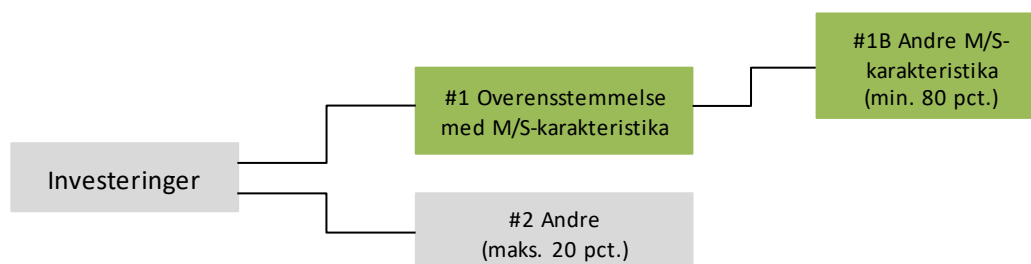 #1B Andre M/S-
karakteristika
(min. 80 pct.)
#1 Overensstemmelse
med M/S-karakteristika
Investeringer
#2 Andre
(maks. 20 pct.)